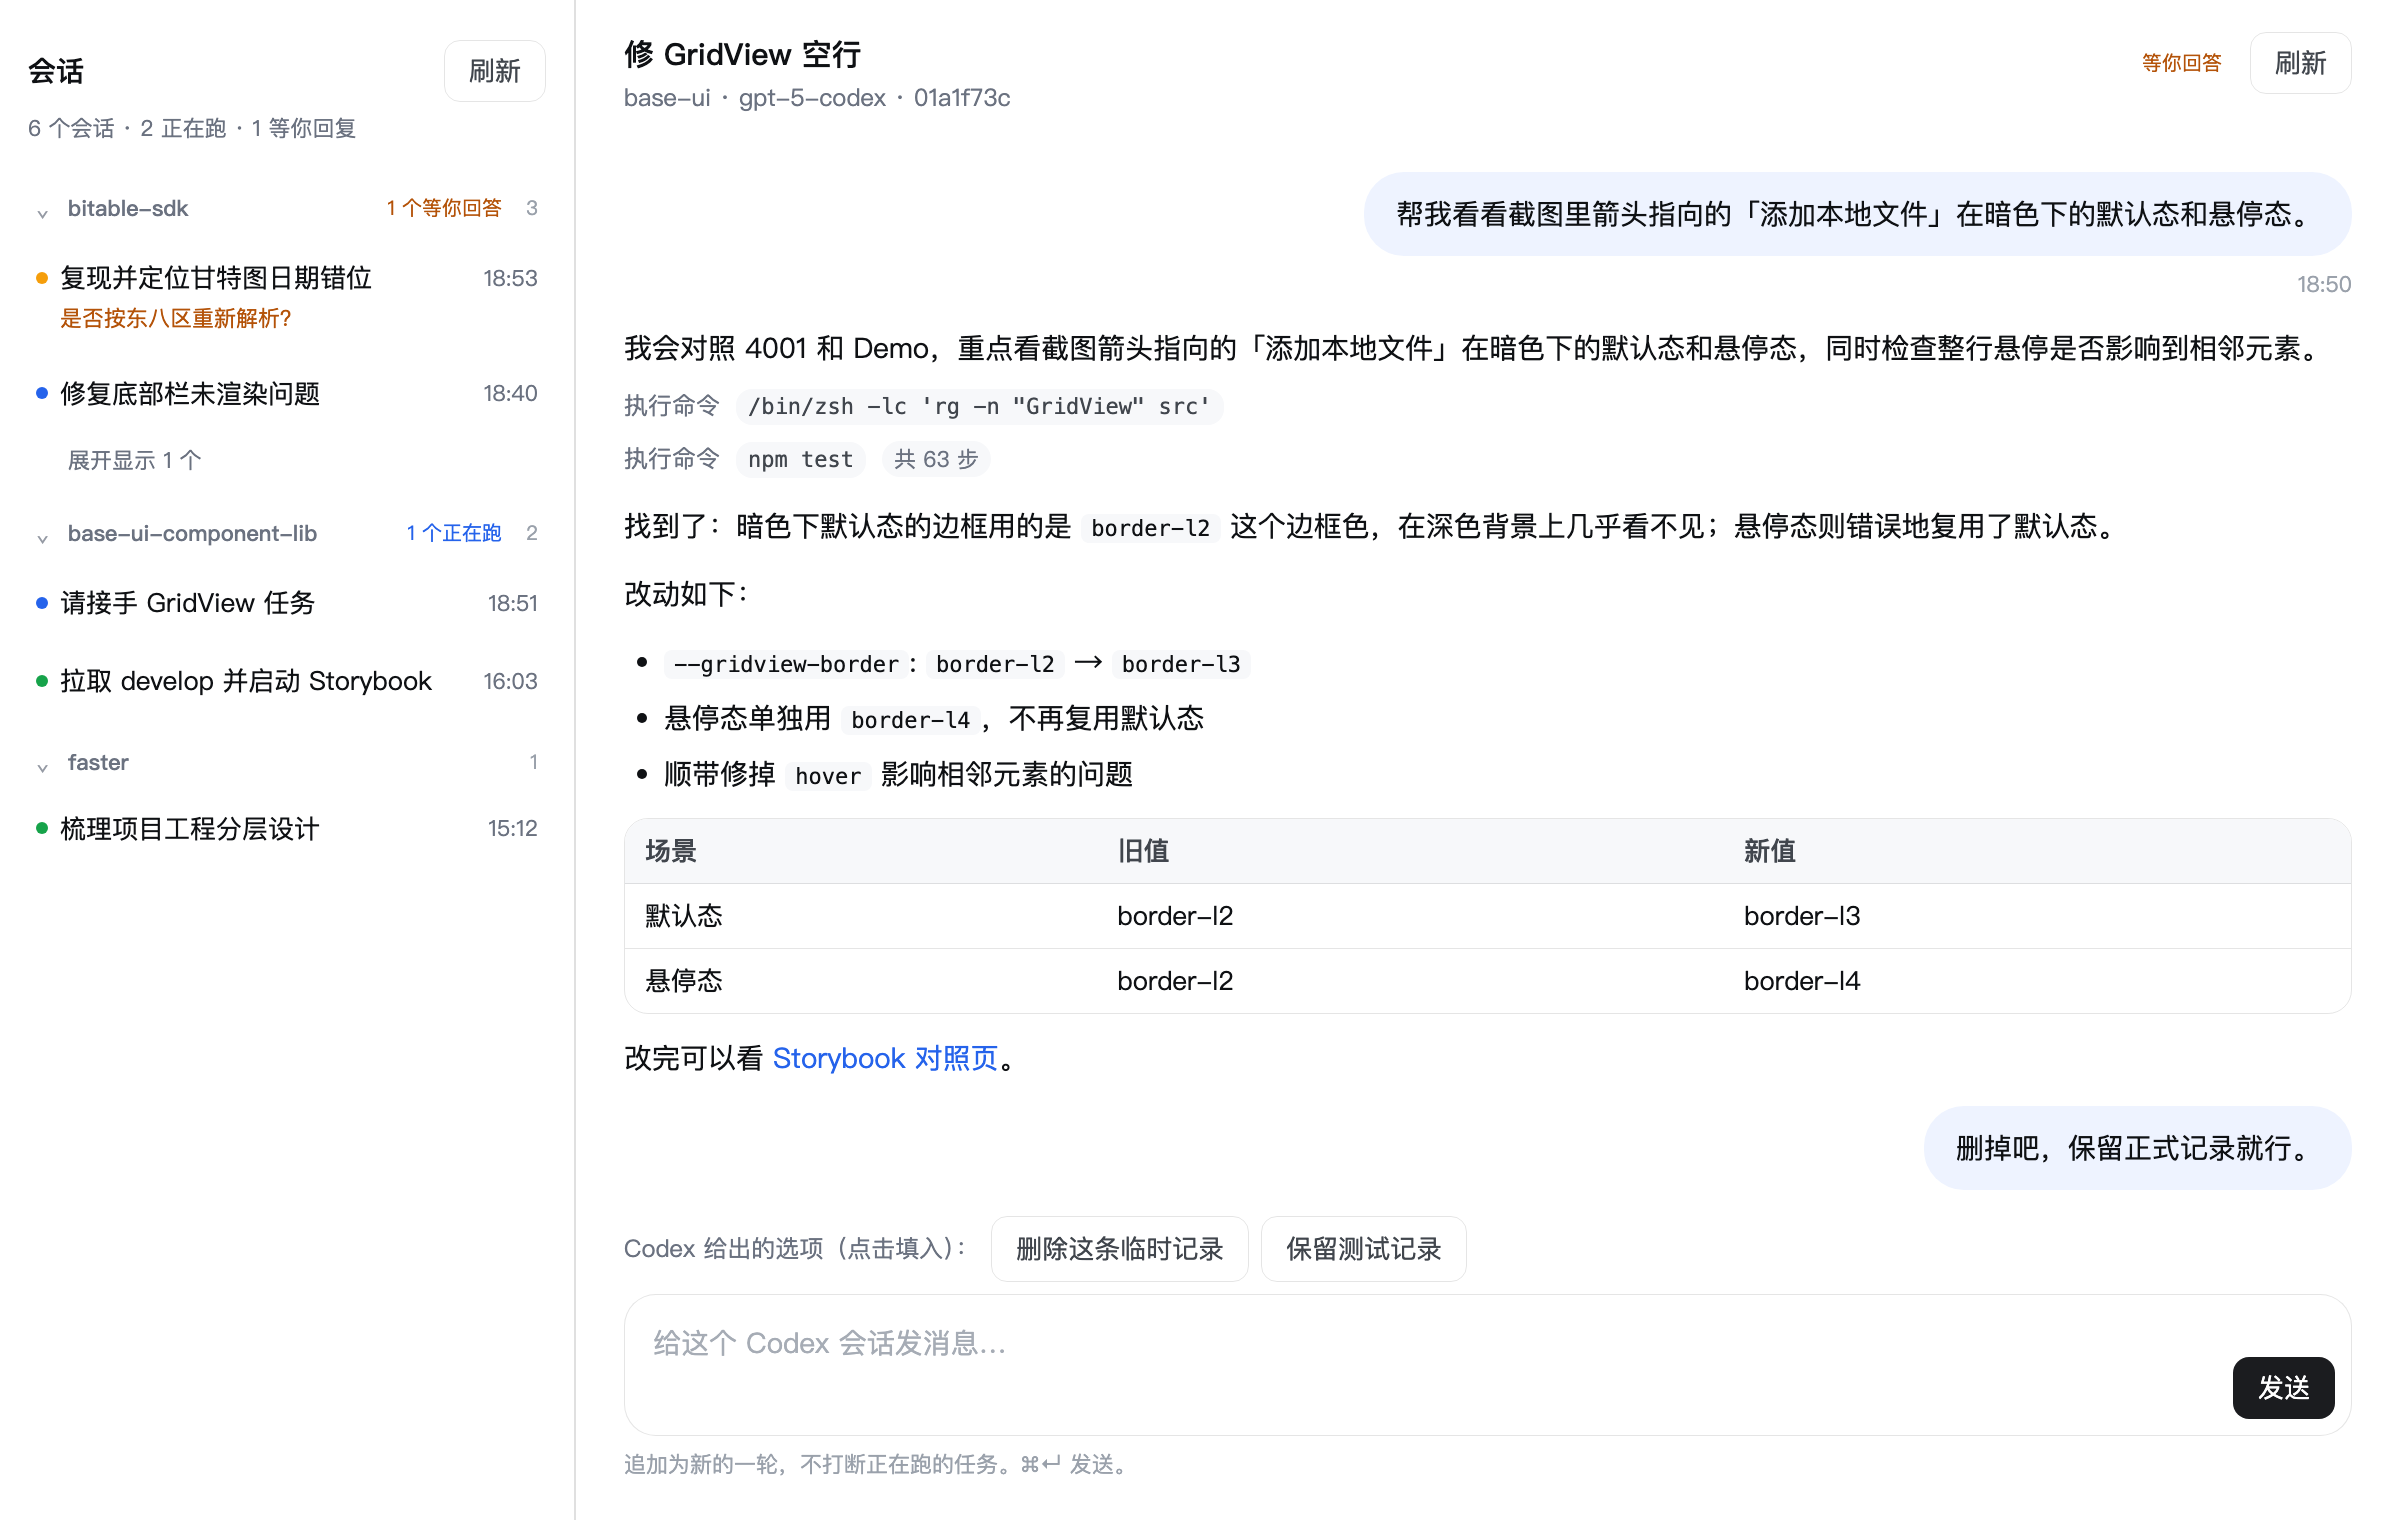 会话
刷新
6 个会话 · 2 正在跑 · 1 等你回复
bitable-sdk 1 个等你回答 3
复现并定位甘特图日期错位 18:53
是否按东八区重新解析?
修复底部栏未渲染问题 18:40
展开显示 1 个
base-ui-component-lib 1 个正在跑 2
请接手 GridView 任务 18:51
拉取 develop 并启动 Storybook 16:03
faster 1
梳理项目工程分层设计 15:12
修 GridView 空行
等你回答 刷新
base-ui · gpt-5-codex · 01a1f73c
帮我看看截图里箭头指向的「添加本地文件」在暗色下的默认态和悬停态。
18:50
我会对照 4001 和 Demo，重点看截图箭头指向的「添加本地文件」在暗色下的默认态和悬停态，同时检查整行悬停是否影响到相邻元素。
执行命令 /bin/zsh -lc 'rg -n "GridView" src'
执行命令 npm test 共 63 步
找到了：暗色下默认态的边框用的是 border-l2 这个边框色，在深色背景上几乎看不见；悬停态则错误地复用了默认态。
改动如下：
• --gridview-border: border-l2 → border-l3
• 悬停态单独用 border-l4，不再复用默认态
• 顺带修掉 hover 影响相邻元素的问题
场景 旧值 新值
默认态 border-l2 border-l3
悬停态 border-l2 border-l4
改完可以看 Storybook 对照页。
删掉吧，保留正式记录就行。
Codex 给出的选项（点击填入）： 删除这条临时记录 保留测试记录
给这个 Codex 会话发消息...
发送
追加为新的一轮，不打断正在跑的任务。⌘↵ 发送。